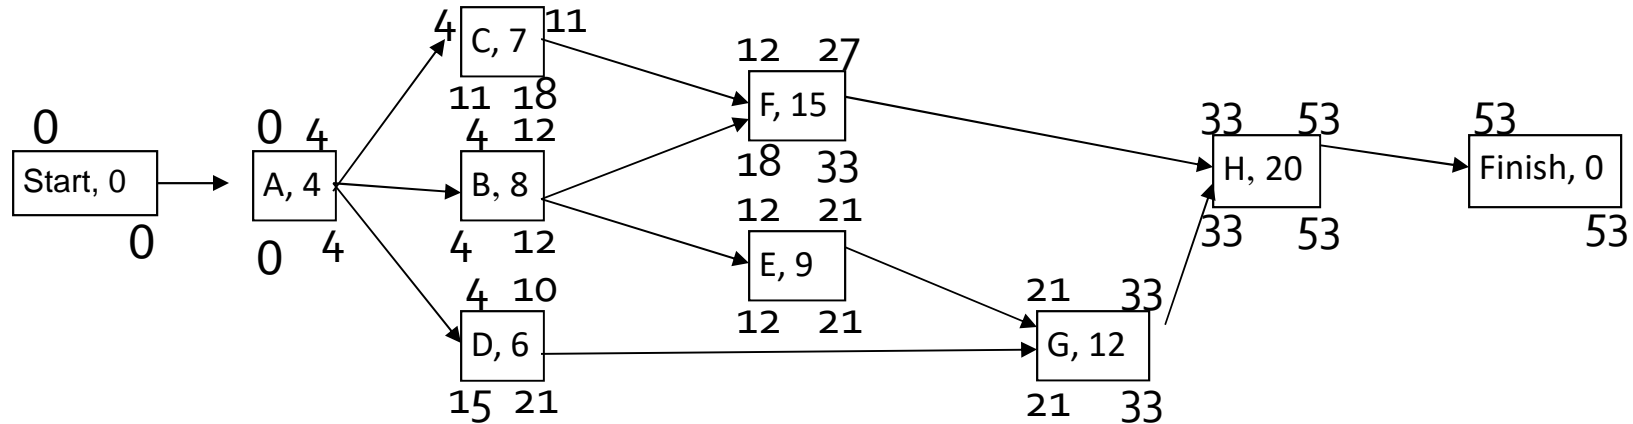 4 11
C, 7
11 18
12 27
F, 15
18 33
0
Start, 0
0
0 4
A, 4
0 4
4 12
B, 8
4 12
12 21
E, 9
12 21
4 10
D, 6
15 21
21 33
G, 12
21 33
33 53
H, 20
33 53
53
Finish, 0
53